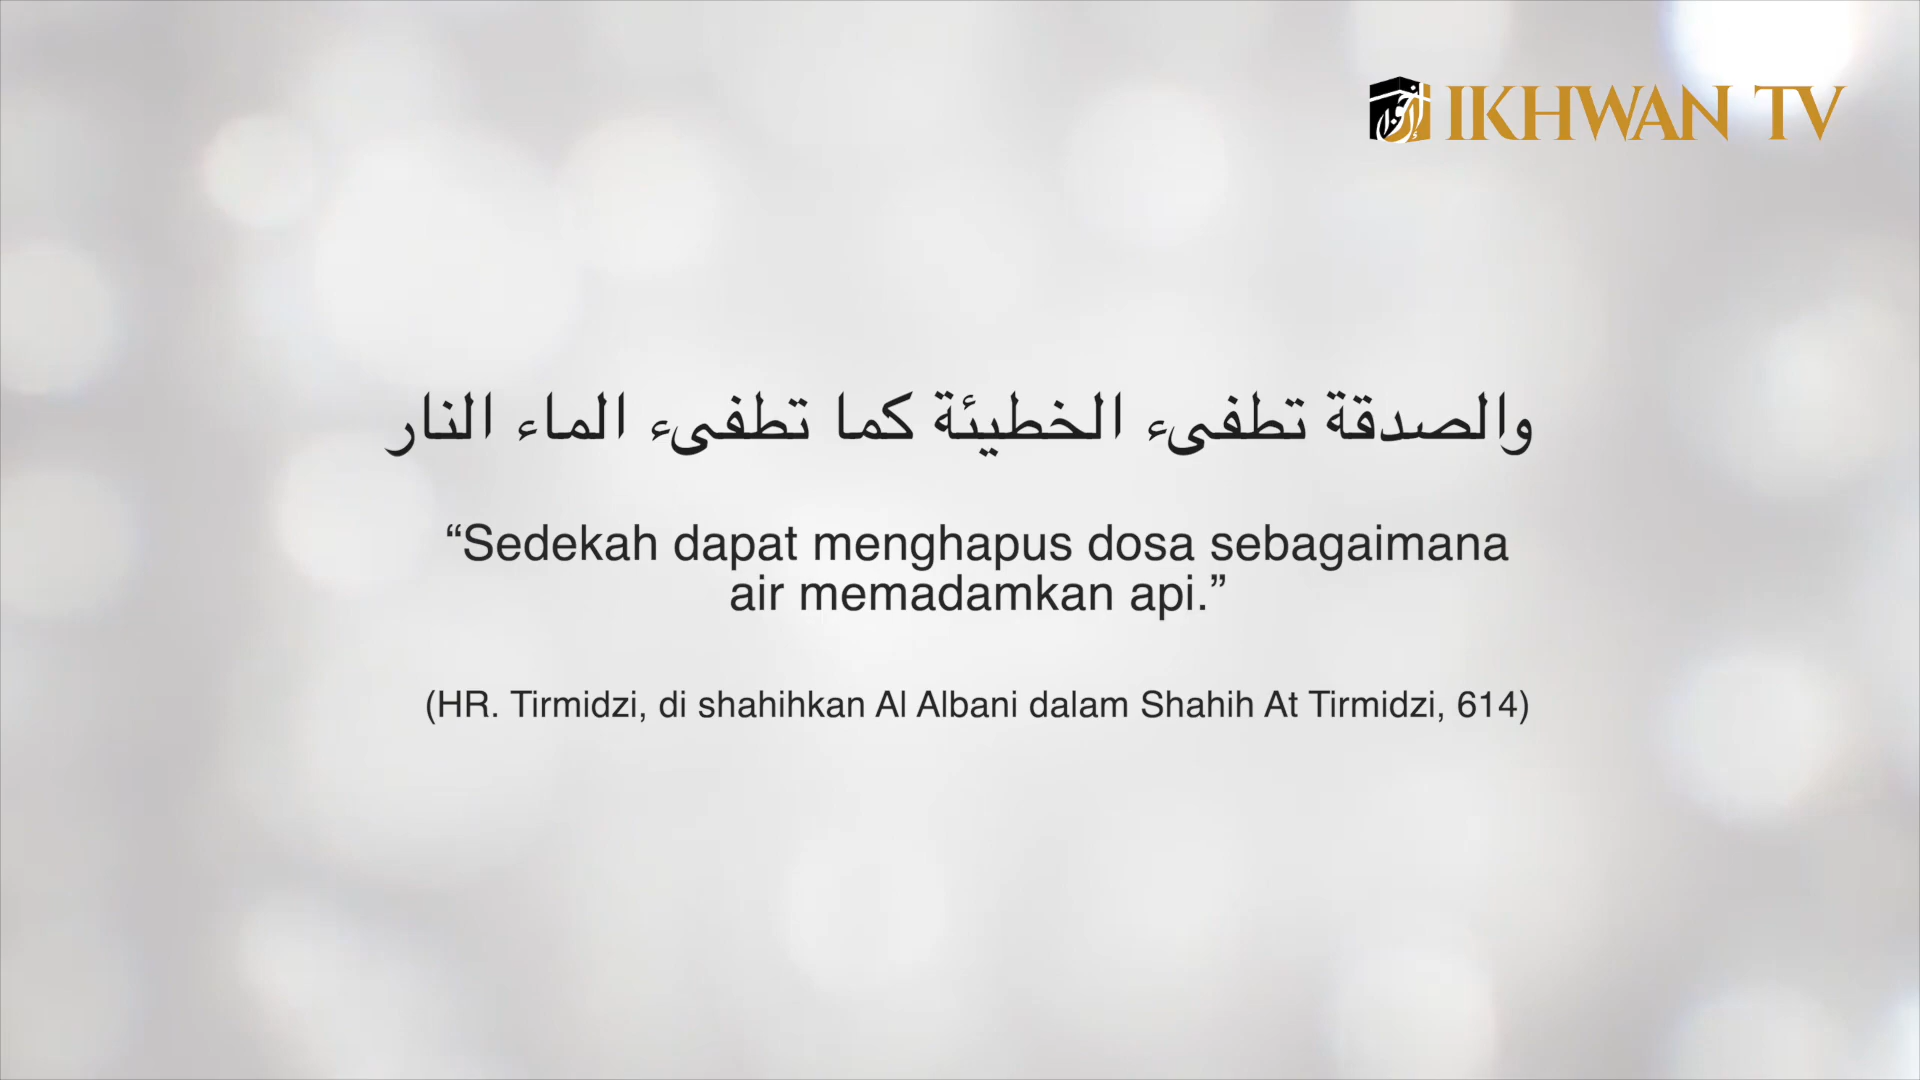 IKHWAN TV
والصدقة تطفىء الخطيئة كما تطفىء الماء النار
“Sedekah dapat menghapus dosa sebagaimana
air memadamkan api.”
(HR. Tirmidzi, di shahihkan Al Albani dalam Shahih At Tirmidzi, 614)